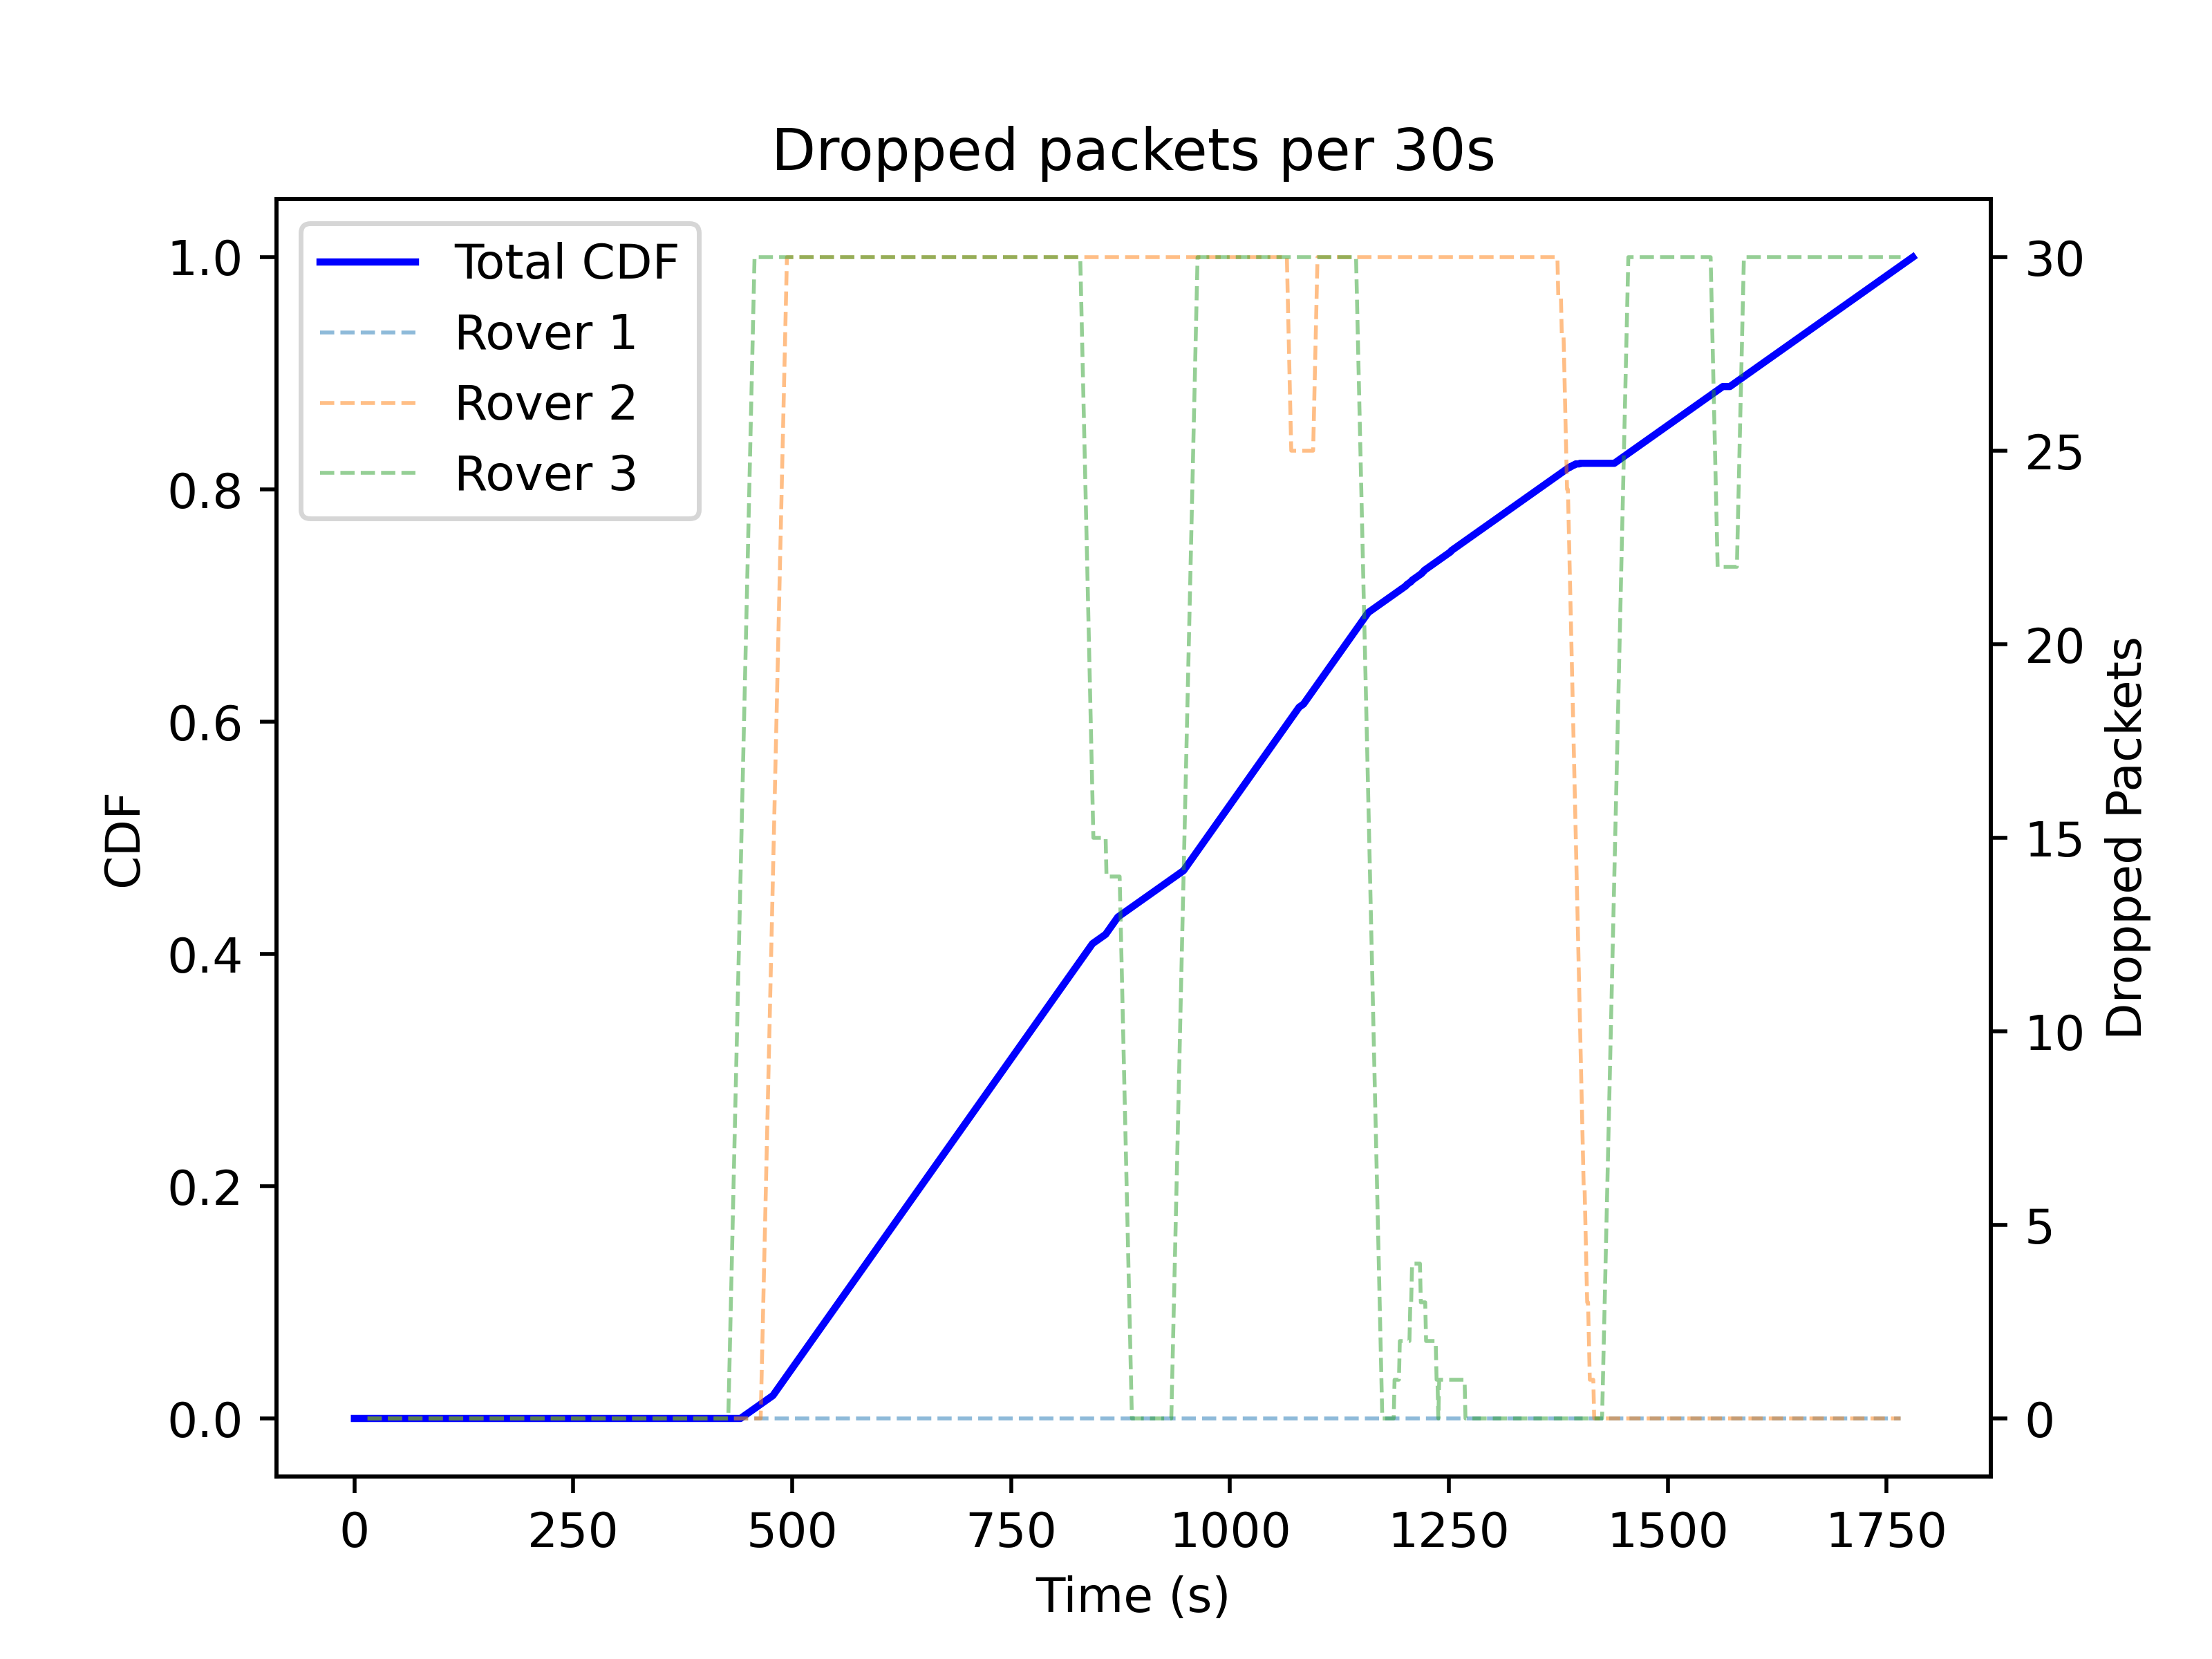 Dropped packets per 30s
Total CDF
Rover 1
Rover 2
Rover 3
1.0
0.8
0.6
0.4
0.2
0.0
CDF
30
25
20
15
10
5
0
Dropped Packets
0 250 500 750 1000 1250 1500 1750
Time (s)